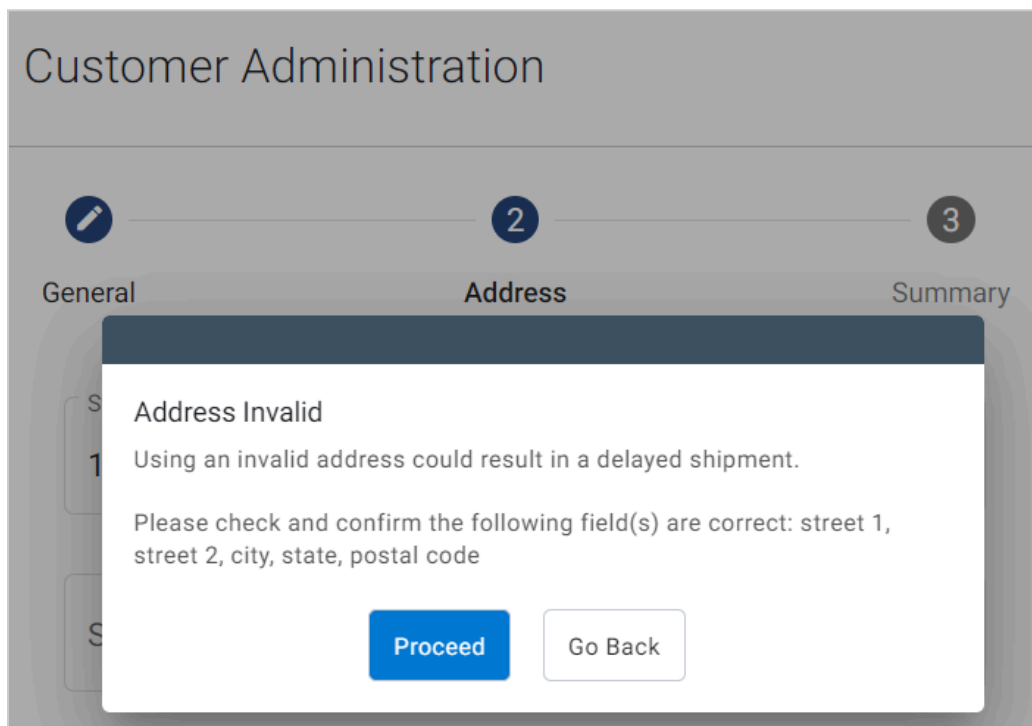 Customer Administration
2
3
General
Address
Summary
S
Address Invalid
1
Using an invalid address could result in a delayed shipment.
Please check and confirm the following field(s) are correct: street 1,
street 2, city, state, postal code
S
Proceed
Go Back